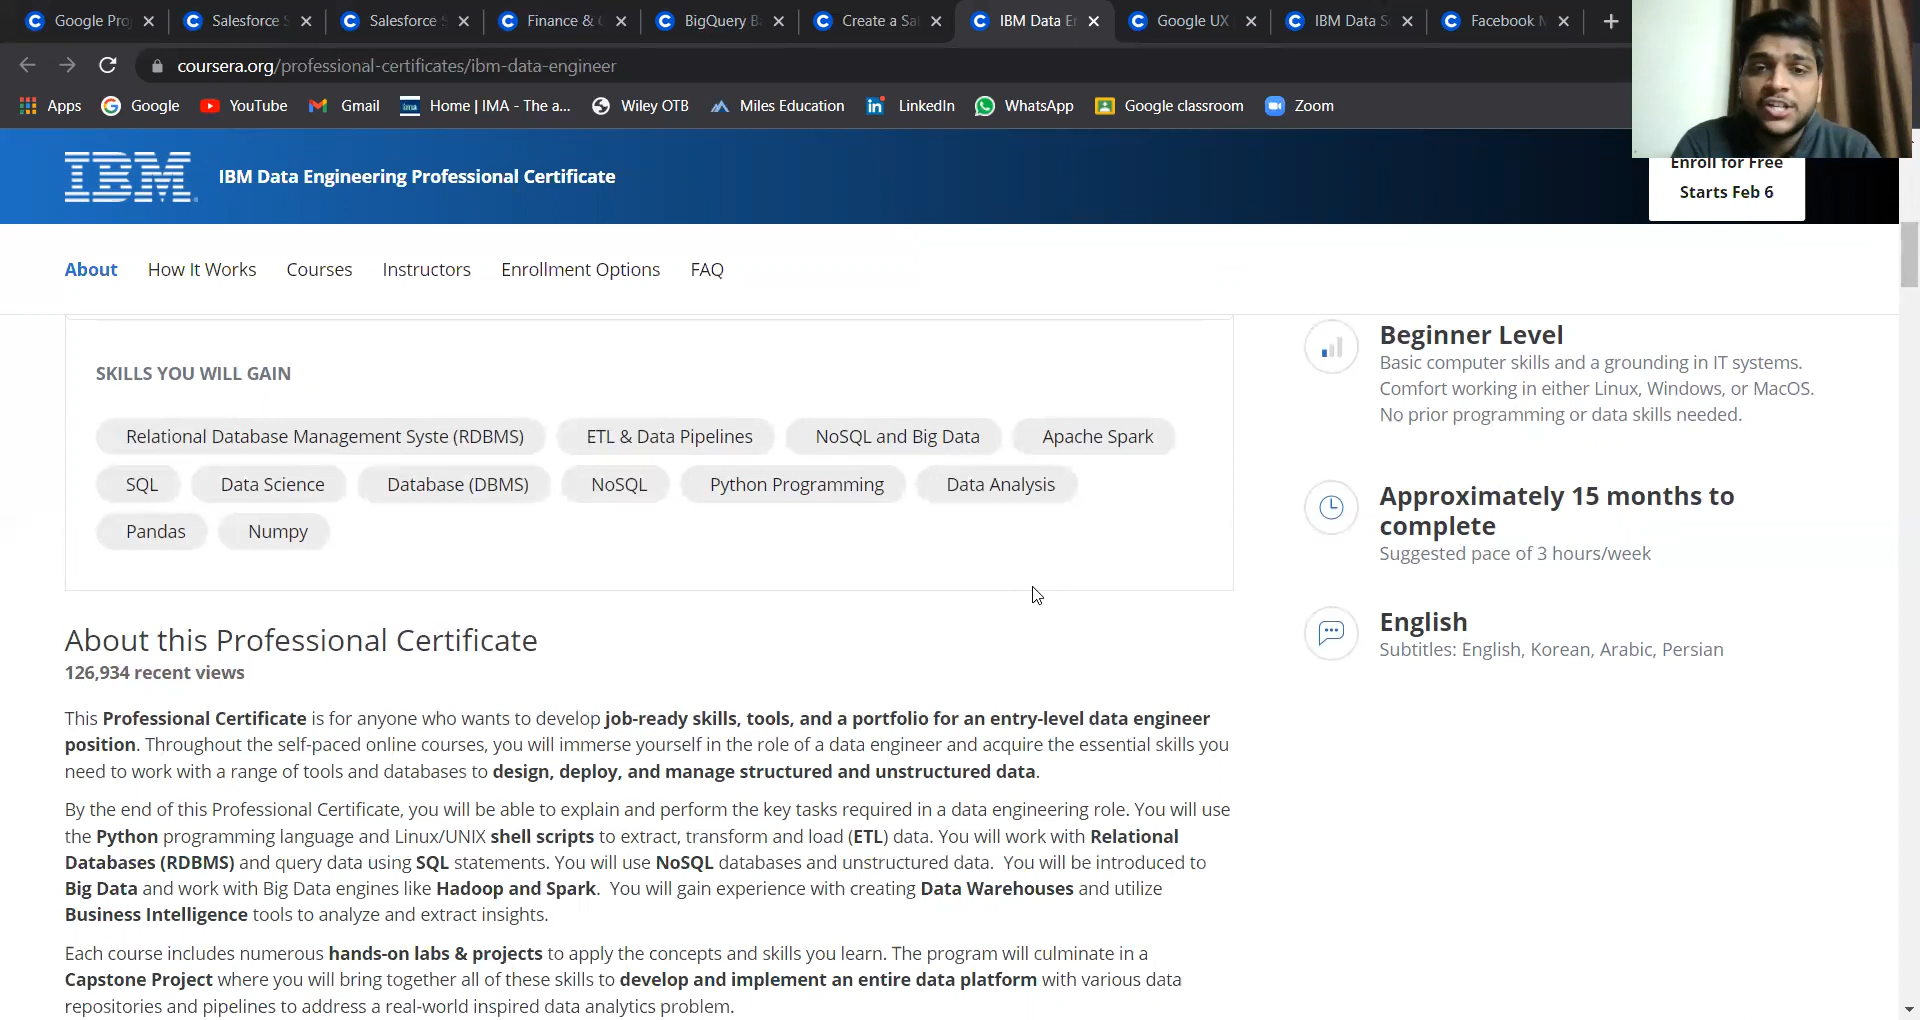 Google Pro
Salesforce S
Salesforce S
Finance &
BigQuery B
Create a Sa
IBM Data E
Google UX
IBM Data S
Facebook M
coursera.org/professional-certificates/ibm-data-engineer
Apps
Google
YouTube
Gmail
ima
Home | IMA - The a...
Wiley OTB
Miles Education
LinkedIn
WhatsApp
Google classroom
Zoom
IBM
IBM Data Engineering Professional Certificate
Enroll for Free
Starts Feb 6
About
How It Works
Courses
Instructors
Enrollment Options
FAQ
SKILLS YOU WILL GAIN
Relational Database Management Syste (RDBMS)
ETL & Data Pipelines
NoSQL and Big Data
Apache Spark
SQL
Data Science
Database (DBMS)
NoSQL
Python Programming
Data Analysis
Pandas
Numpy
Beginner Level
Basic computer skills and a grounding in IT systems.
Comfort working in either Linux, Windows, or MacOS.
No prior programming or data skills needed.
Approximately 15 months to
complete
Suggested pace of 3 hours/week
English
Subtitles: English, Korean, Arabic, Persian
About this Professional Certificate
126,934 recent views
This Professional Certificate is for anyone who wants to develop job-ready skills, tools, and a portfolio for an entry-level data engineer
position. Throughout the self-paced online courses, you will immerse yourself in the role of a data engineer and acquire the essential skills you
need to work with a range of tools and databases to design, deploy, and manage structured and unstructured data.
By the end of this Professional Certificate, you will be able to explain and perform the key tasks required in a data engineering role. You will use
the Python programming language and Linux/UNIX shell scripts to extract, transform and load (ETL) data. You will work with Relational
Databases (RDBMS) and query data using SQL statements. You will use NoSQL databases and unstructured data. You will be introduced to
Big Data and work with Big Data engines like Hadoop and Spark. You will gain experience with creating Data Warehouses and utilize
Business Intelligence tools to analyze and extract insights.
Each course includes numerous hands-on labs & projects to apply the concepts and skills you learn. The program will culminate in a
Capstone Project where you will bring together all of these skills to develop and implement an entire data platform with various data
repositories and pipelines to address a real-world inspired data analytics problem.